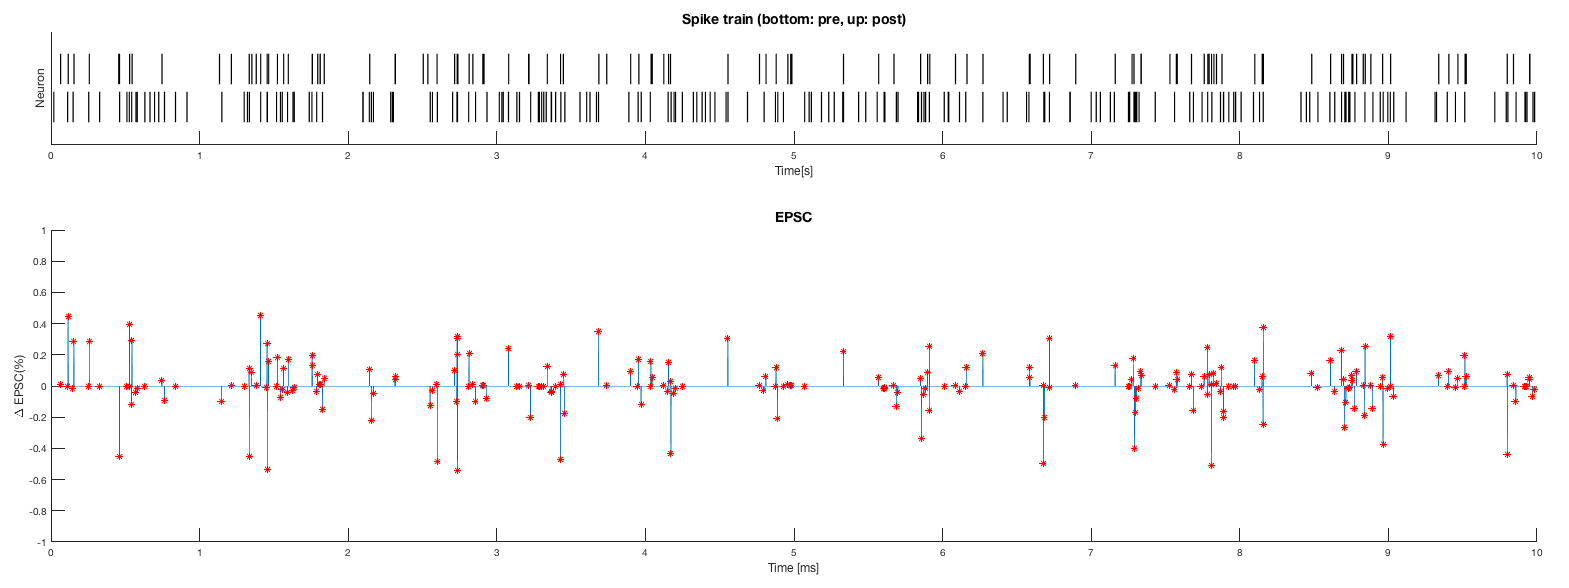 Spike train (bottom: pre, up: post)
Neuron
0 1 2 3 4 5 6 7 8 9 10
Time[s]
EPSC
Δ EPSC(%)
1
0.8
0.6
0.4
0.2
0
-0.2
-0.4
-0.6
-0.8
-1
0 1 2 3 4 5 6 7 8 9 10
Time [ms]